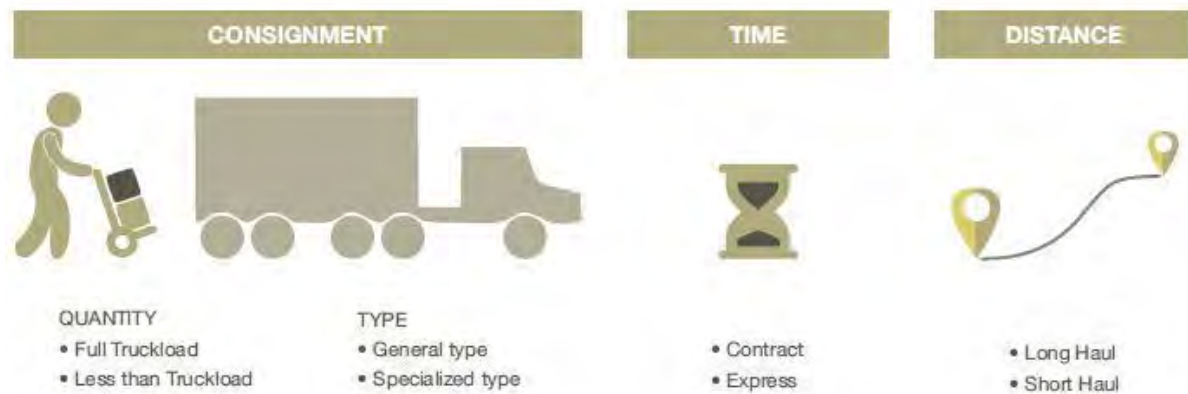 CONSIGNMENT
QUANTITY
• Full Truckload
• Less than Truckload
TYPE
• General type
• Specialized type
TIME
• Contract
• Express
DISTANCE
• Long Haul
• Short Haul